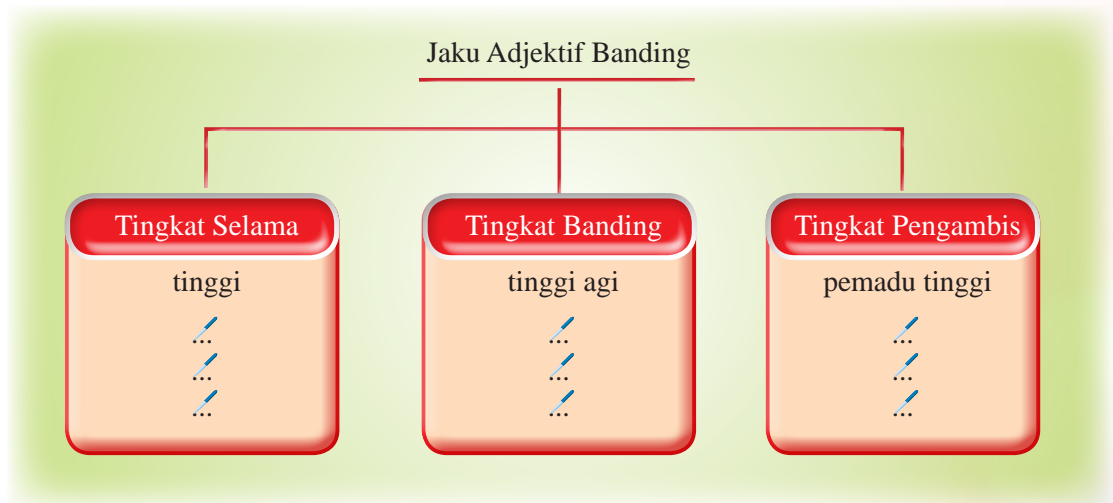 Jaku Adjektif Banding
Tingkat Selama
tinggi
...
...
...
Tingkat Banding
tinggi agi
...
...
...
Tingkat Pengambis
pemadu tinggi
...
...
...